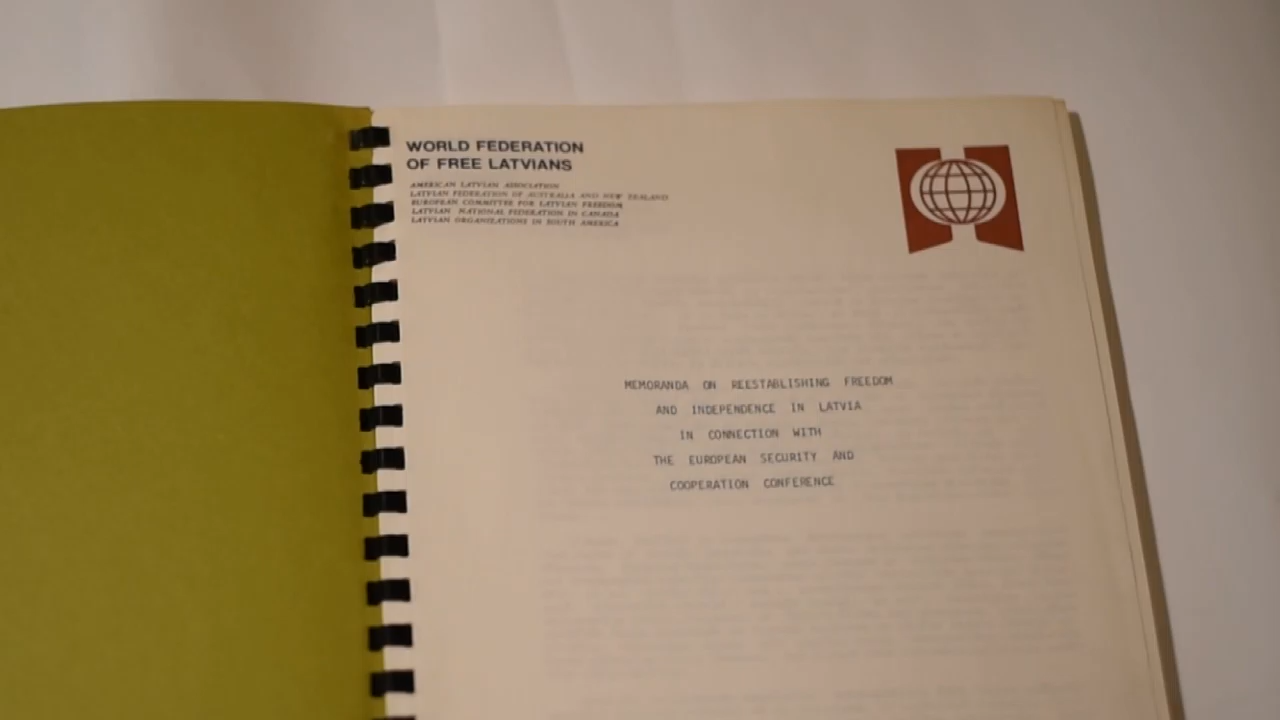 WORLD FEDERATION
OF FREE LATVIANS
AMERICAN LATVIAN ASSOCIATION
LATVIAN FEDERATION OF AUSTRALIA AND NEW ZEALAND
EUROPEAN COMMITTEE FOR LATVIAN FREEDOM
LATVIAN NATIONAL FEDERATION IN CANADA
LATVIAN ORGANIZATIONS IN SOUTH AMERICA
MEMORANDA ON REESTABLISHING FREEDOM
AND INDEPENDENCE IN LATVIA
IN CONNECTION WITH
THE EUROPEAN SECURITY AND
COOPERATION CONFERENCE